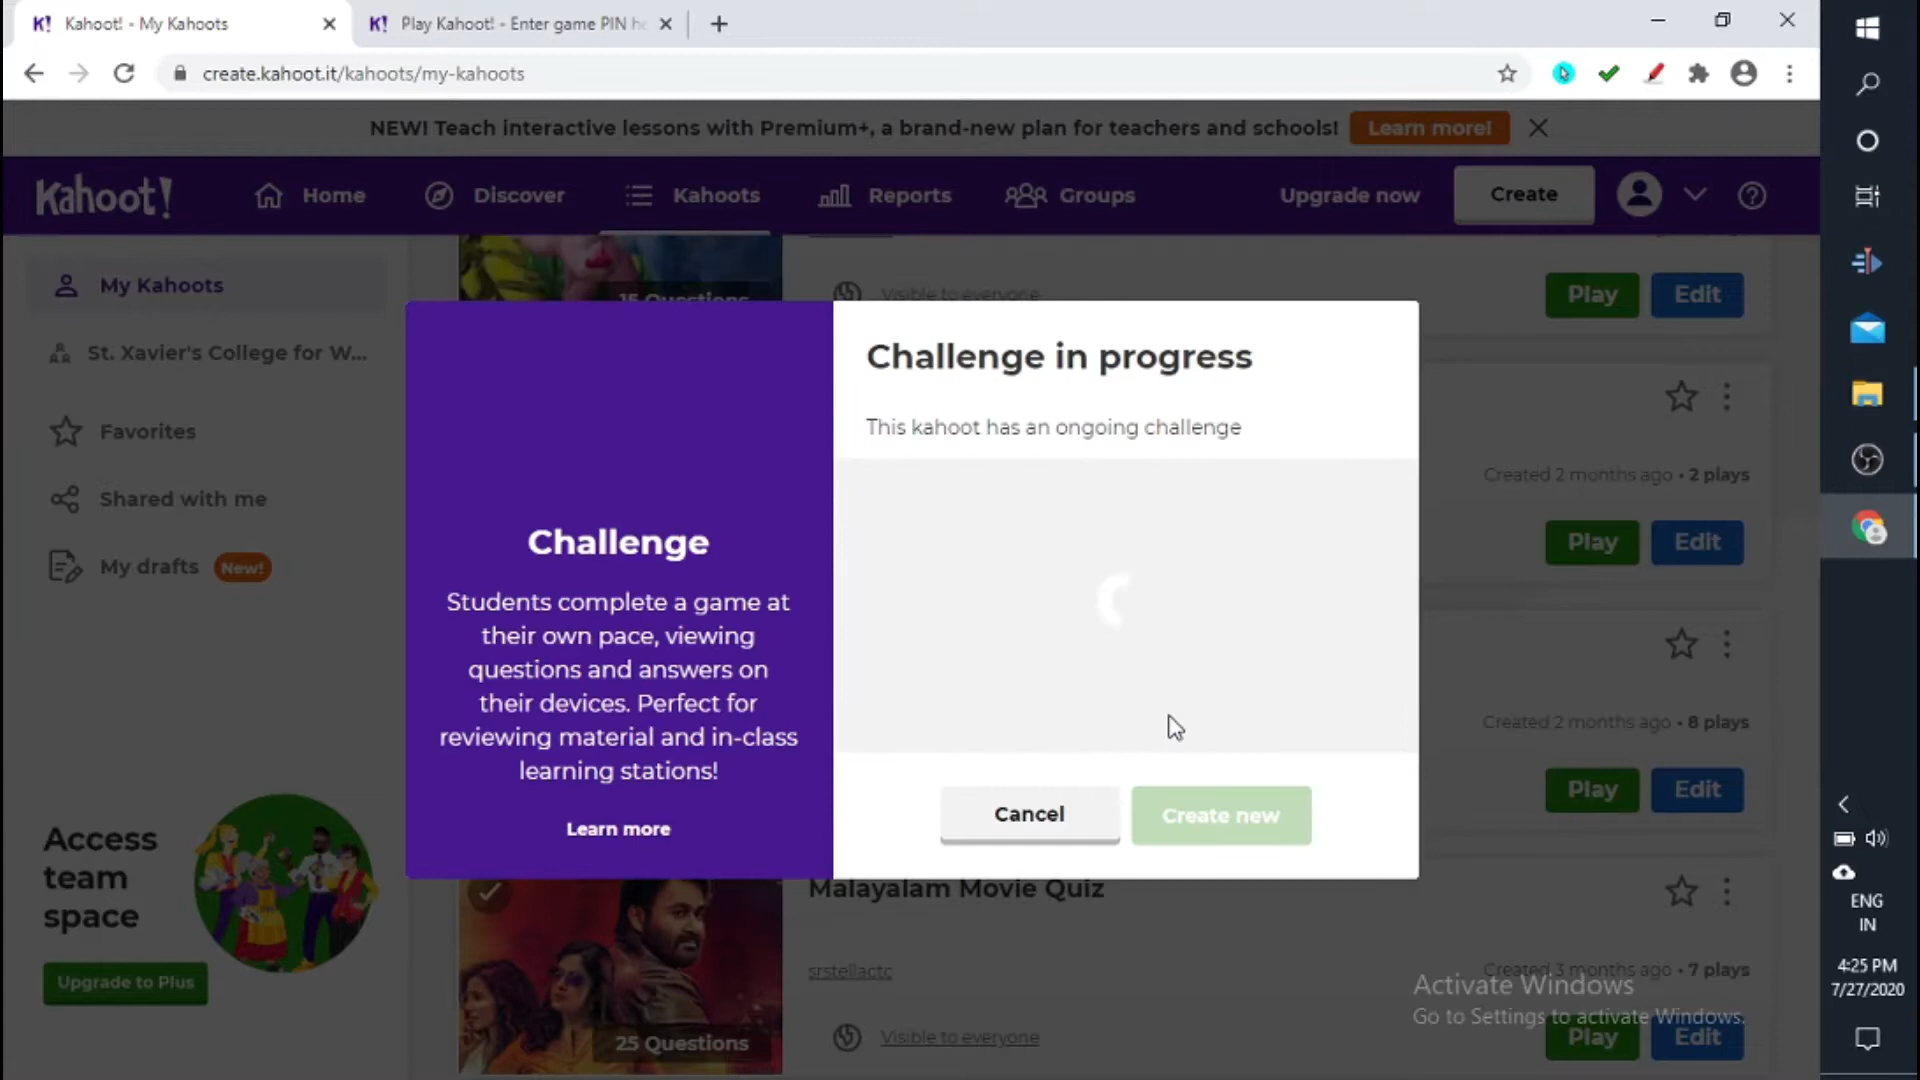 Kahoot! - My Kahoots
Play Kahoot! - Enter game PIN he
create.kahoot.it/kahoots/my-kahoots
NEW! Teach interactive lessons with Premium+, a brand-new plan for teachers and schools!
Learn more!
Kahoot!
Home
Discover
Kahoots
Reports
Groups
Upgrade now
Create
My Kahoots
St. Xavier's College for W...
Favorites
Shared with me
My drafts
New!
Access
team
space
Upgrade to Plus
15 Questions
Visible to everyone
Play
Edit
Challenge
Students complete a game at
their own pace, viewing
questions and answers on
their devices. Perfect for
reviewing material and in-class
learning stations!
Learn more
Challenge in progress
This kahoot has an ongoing challenge
Cancel
Create new
Created 2 months ago • 2 plays
Play
Edit
Created 2 months ago • 8 plays
Play
Edit
Malayalam Movie Quiz
srstellactc
Created 3 months ago • 7 plays
25 Questions
Visible to everyone
Play
Edit
Activate Windows
Go to Settings to activate Windows.
ENG
IN
4:25 PM
7/27/2020